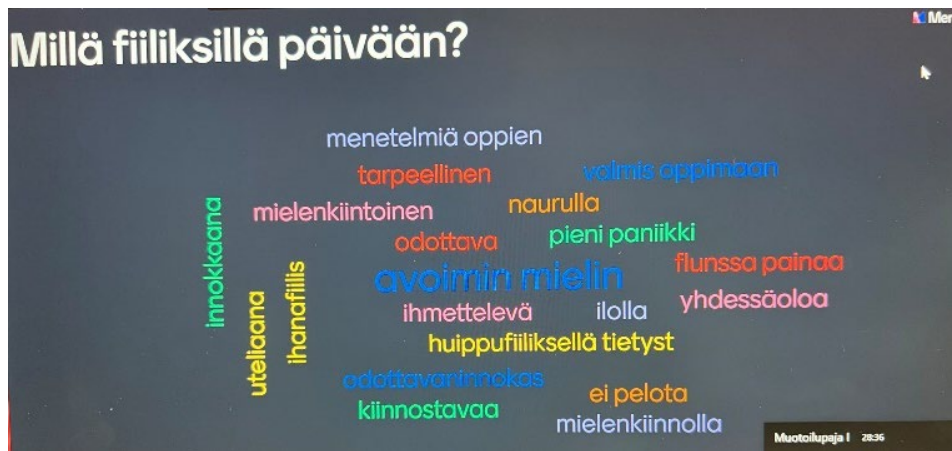 Millä fiiliksillä päivään?
Men
menetelmiä oppien
tarpeellinen
valmis oppimaan
innokkaana
mielenkiintoinen
naurulla
odottava
pieni paniikki
avoimin mielin
flunssa painaa
uteliaana
ihanafiilis
ihmettelevä
ilolla
yhdessäoloa
huippufiiliksellä tietyst
odottavaninnokas
ei pelota
kiinnostavaa
mielenkiinnolla
Muotoilupaja I 28:36